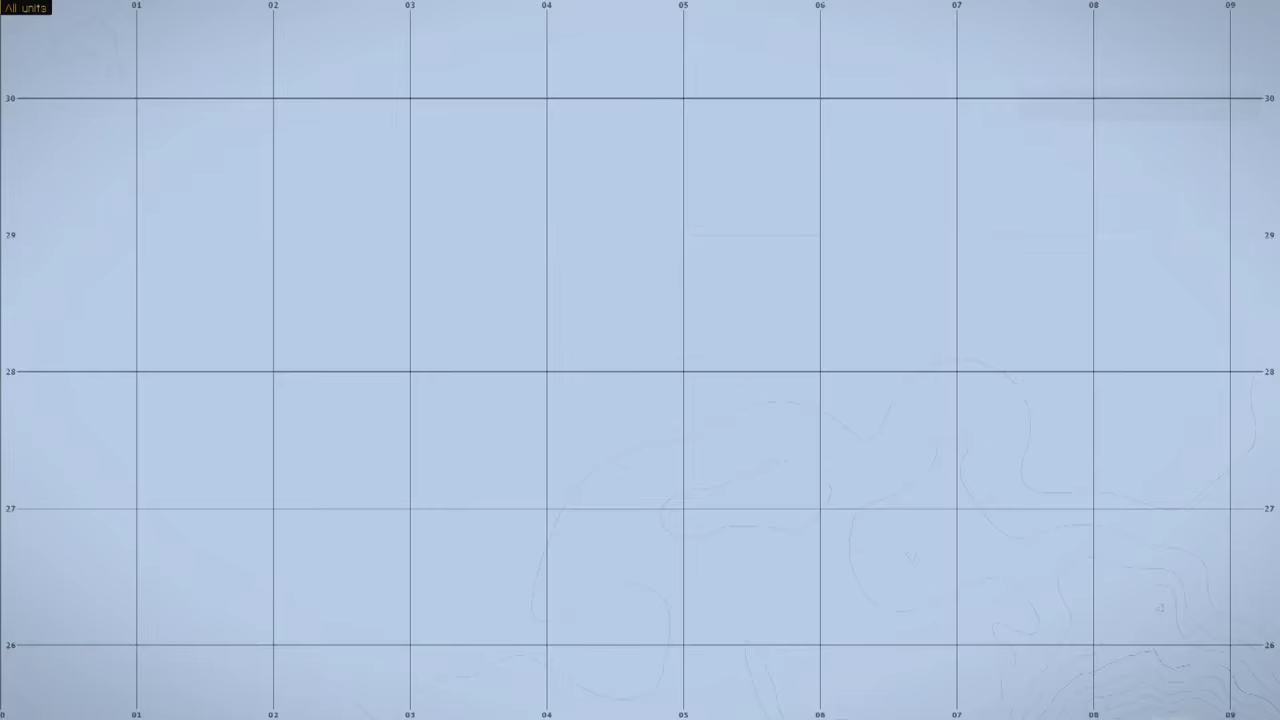 All units
01 02 03 04 05 06 07 08 09
30 30
29 29
28 28
27 27
26 26
0 01 02 03 04 05 06 07 08 09